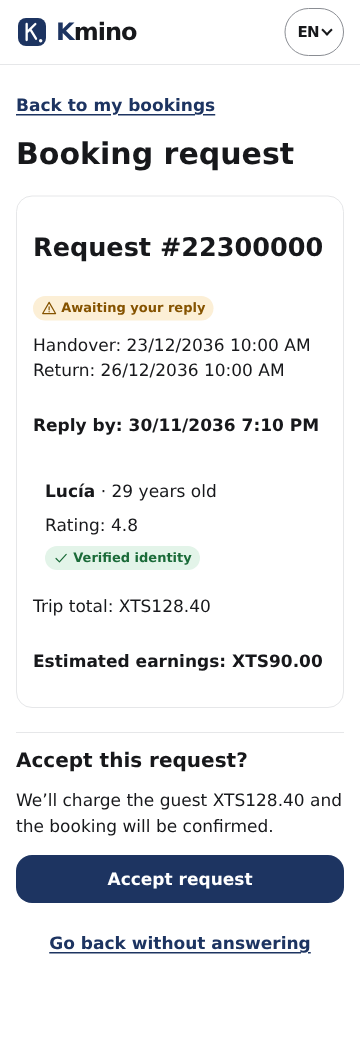 Kmino
EN
Back to my bookings
Booking request
Request #22300000
Awaiting your reply
Handover: 23/12/2036 10:00 AM
Return: 26/12/2036 10:00 AM
Reply by: 30/11/2036 7:10 PM
Lucía · 29 years old
Rating: 4.8
Verified identity
Trip total: XTS128.40
Estimated earnings: XTS90.00
Accept this request?
We’ll charge the guest XTS128.40 and
the booking will be confirmed.
Accept request
Go back without answering